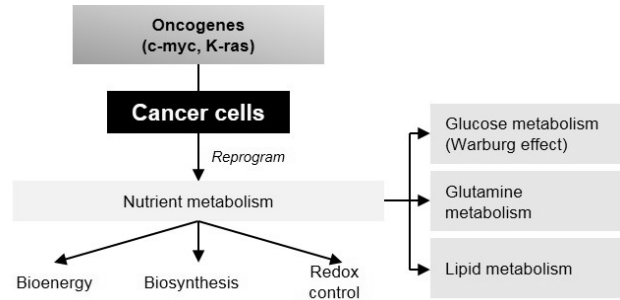 Oncogenes
(c-myc, K-ras)
Cancer cells
Reprogram
Nutrient metabolism
Glucose metabolism
(Warburg effect)
Glutamine
metabolism
Lipid metabolism
Bioenergy
Biosynthesis
Redox
control